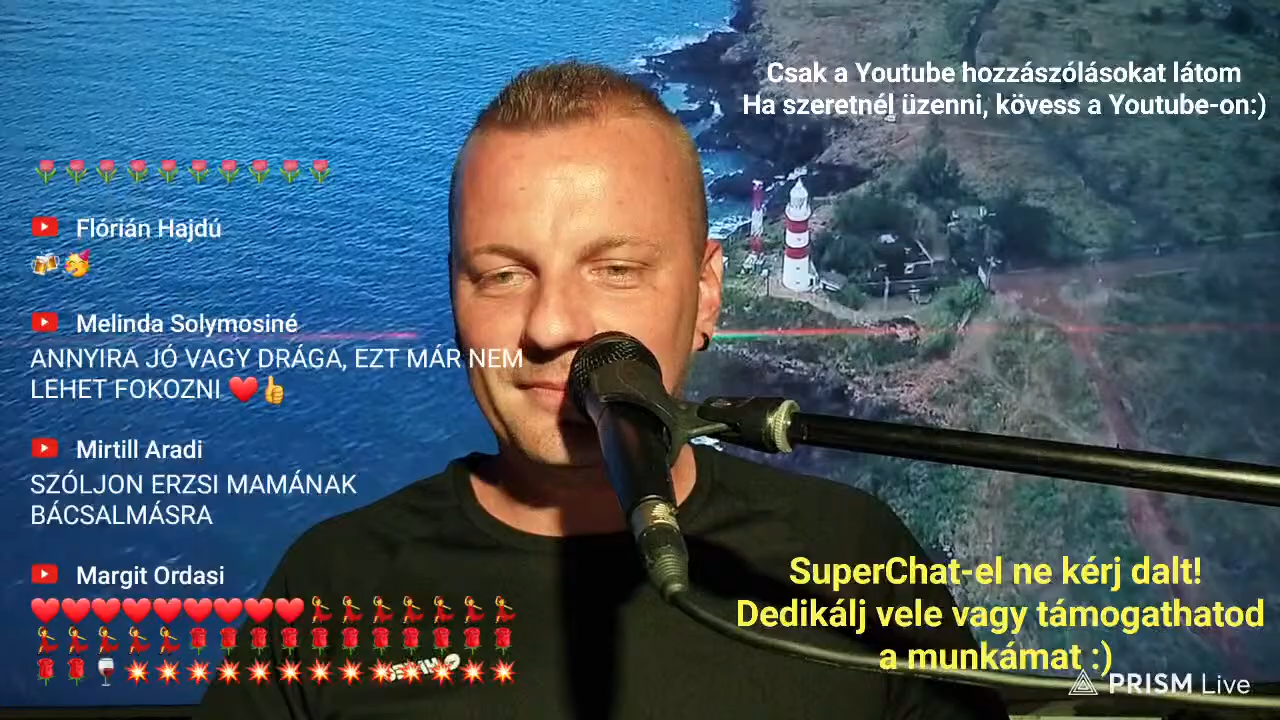 Csak a Youtube hozzászólásokat látom
Ha szeretnél üzenni, kövess a Youtube-on:)
🌷🌷🌷🌷🌷🌷🌷🌷🌷🌷
Flórián Hajdú
🍻🥳
Melinda Solymosiné
ANNYIRA JÓ VAGY DRÁGA, EZT MÁR NEM
LEHET FOKOZNI ❤️👍
Mirtill Aradi
SZÓLJON ERZSI MAMÁNAK
BÁCSALMÁSRA
Margit Ordasi
❤️❤️❤️❤️❤️❤️❤️❤️❤️💃💃💃💃💃💃💃
💃💃💃💃💃🌹🌹🌹🌹🌹🌹🌹🌹🌹🌹🌹
🌹🌹🍷💥💥💥💥💥💥💥💥💥💥💥💥💥
SuperChat-el ne kérj dalt!
Dedikálj vele vagy támogathatod
a munkámat :)
PRISM Live